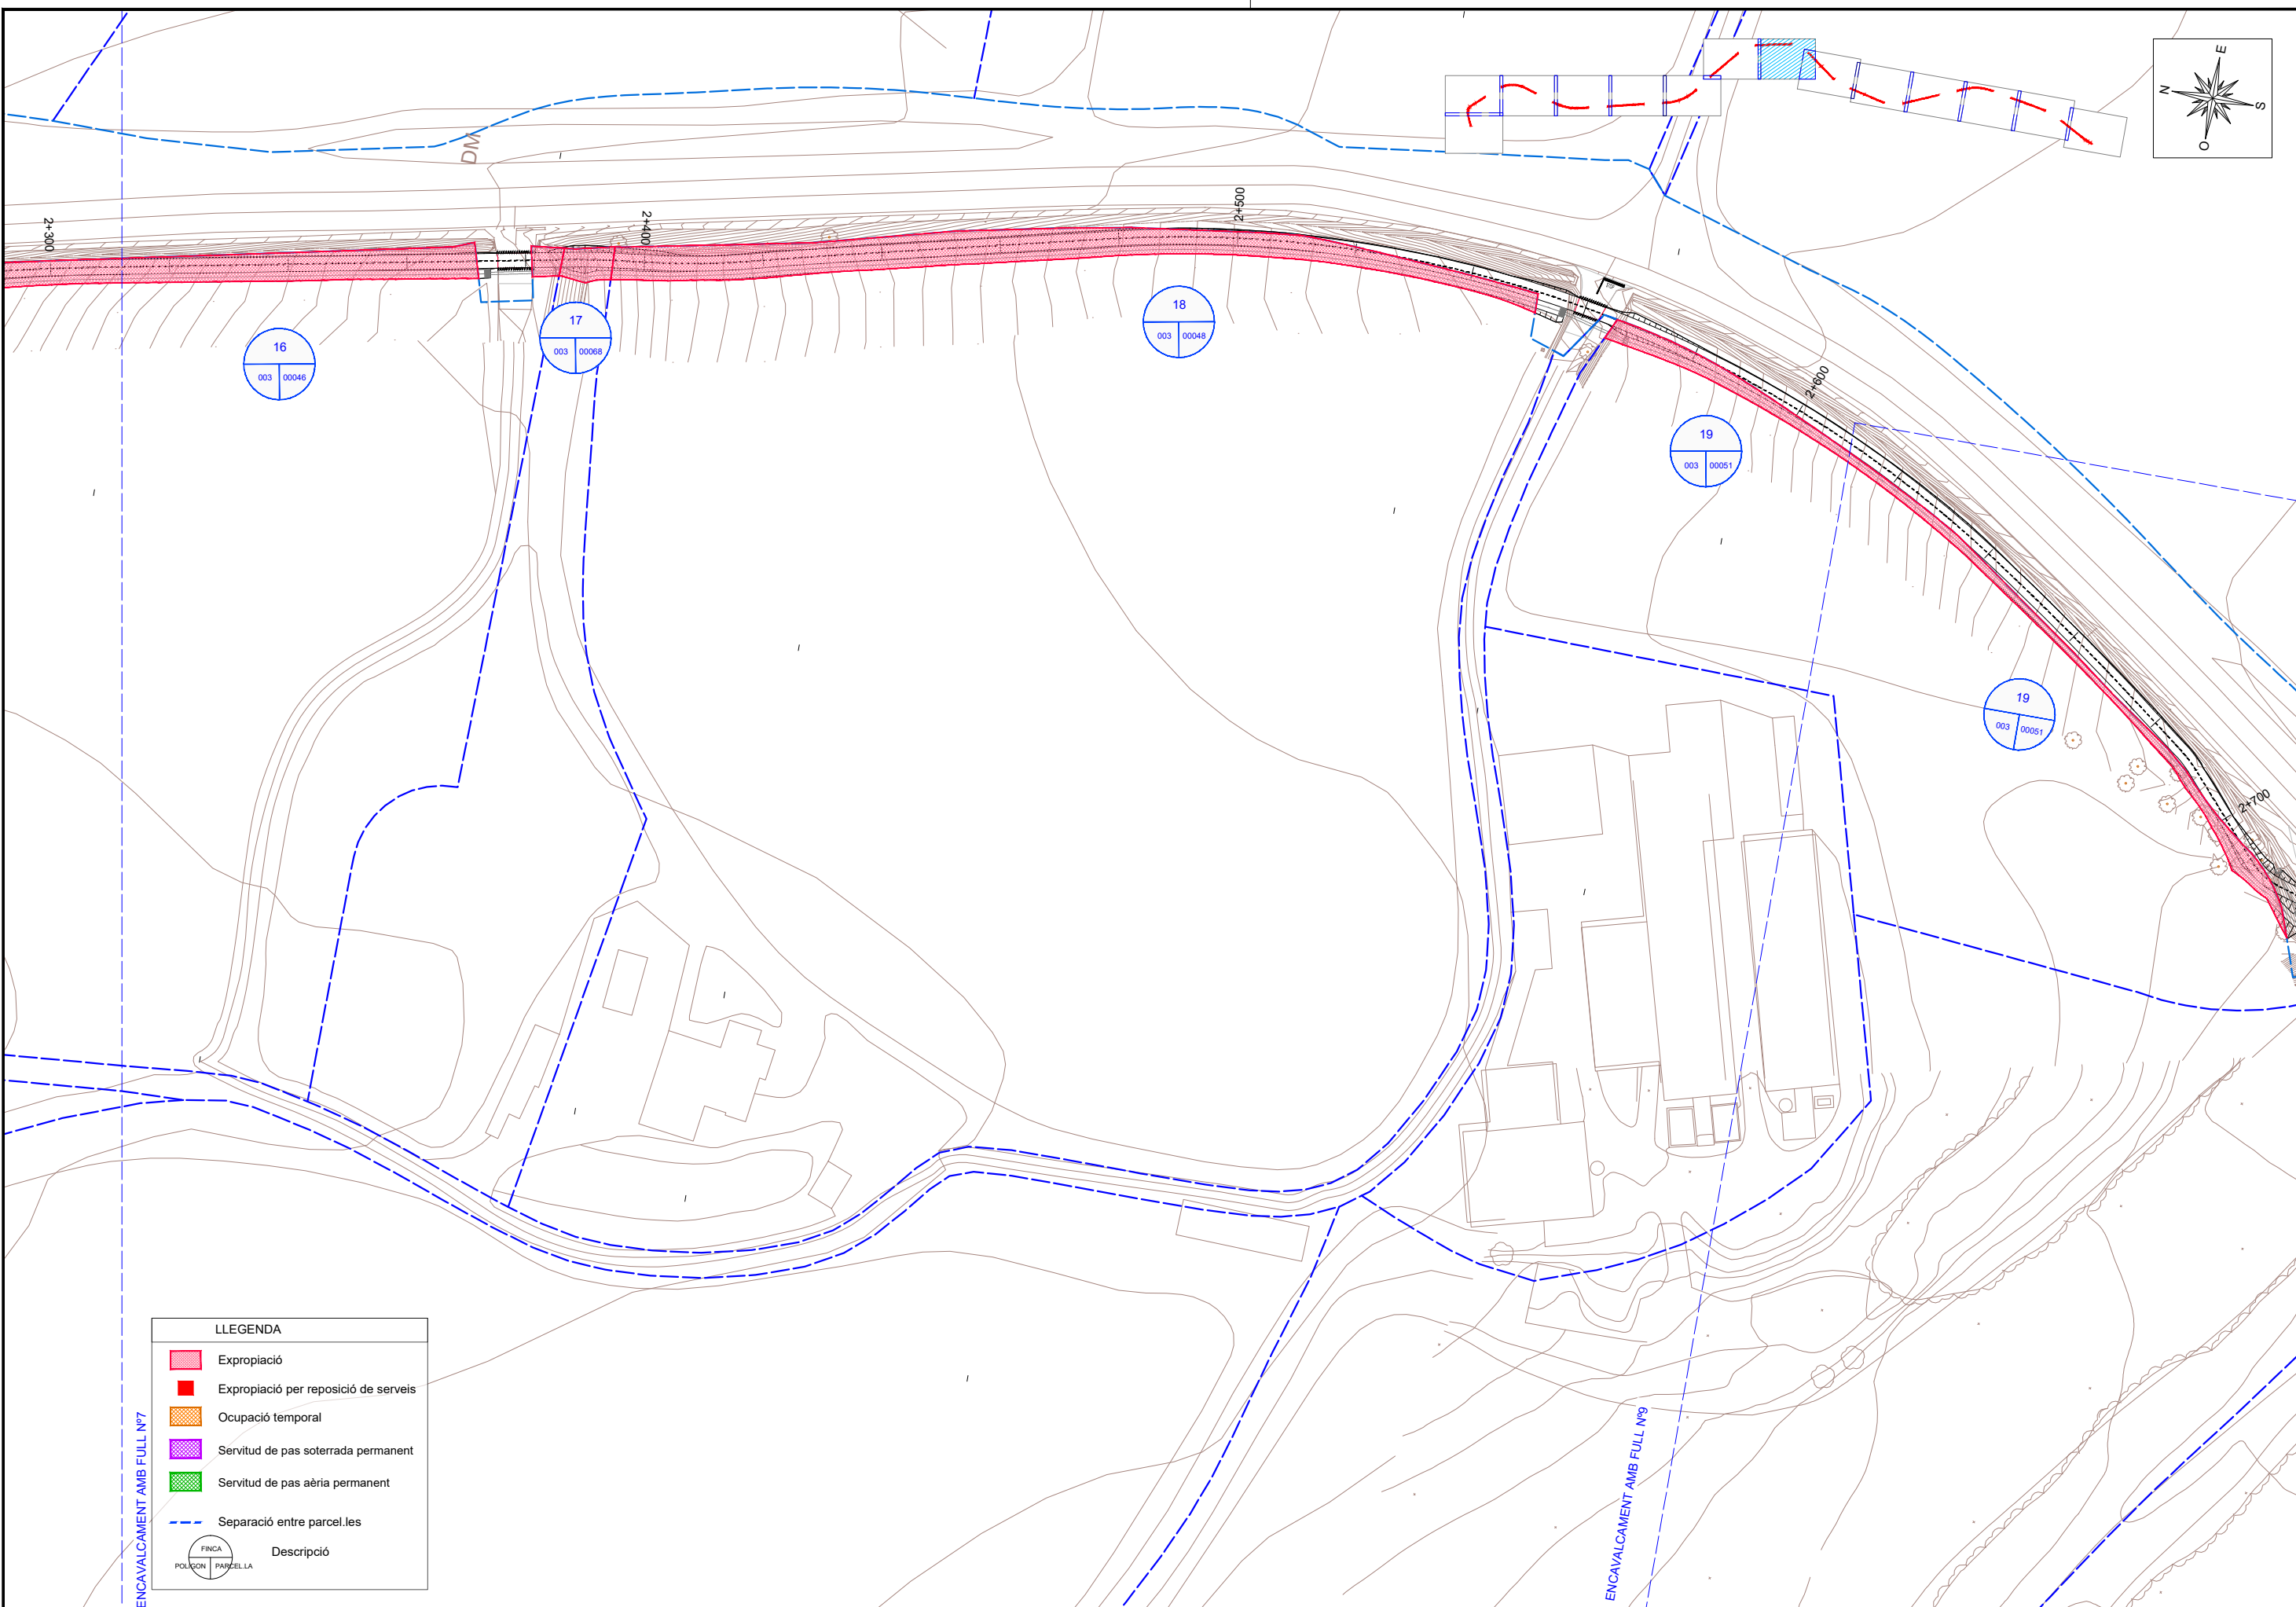 E
N
S
O
DM
2+300
2+400
2+500
2+600
2+700
16
003 00046
17
003 00068
18
003 00048
19
003 00051
19
003 00051
LLEGENDA
Expropiació
Expropiació per reposició de serveis
Ocupació temporal
Servitud de pas soterrada permanent
Servitud de pas aèria permanent
Separació entre parcel.les
FINCA
POLIGON PARCEL.LA
Descripció
ENCAVALCAMENT AMB FULL Nº7
ENCAVALCAMENT AMB FULL Nº9